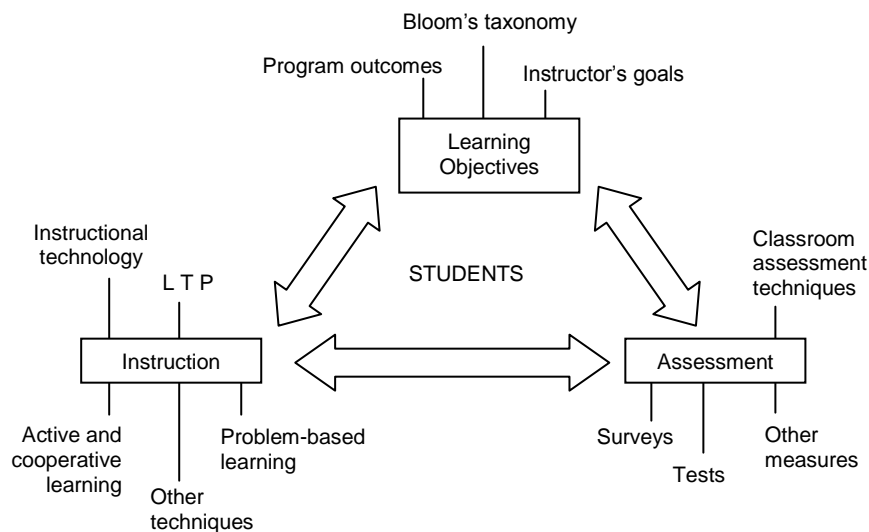 Bloom’s taxonomy
Program outcomes
Instructor’s goals
Learning
Objectives
Instructional
technology
L T P
STUDENTS
Classroom
assessment
techniques
Instruction
Assessment
Active and
cooperative
learning
Problem-based
learning
Other
techniques
Surveys
Tests
Other
measures